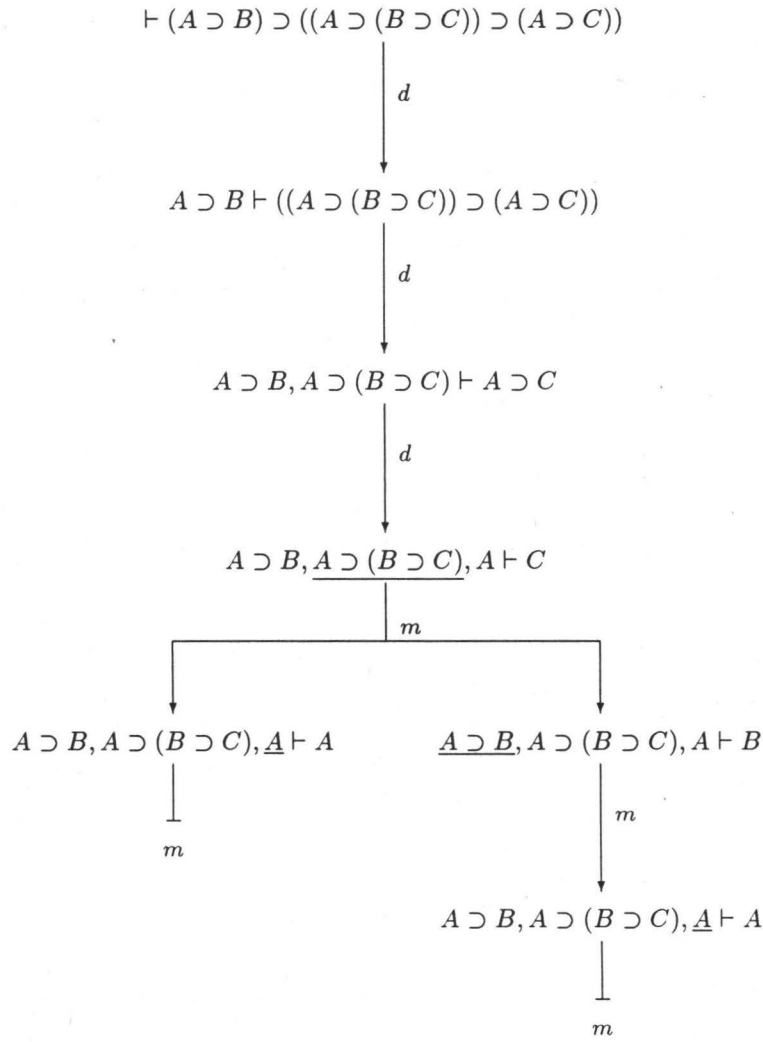 ⊢ (A ⊃ B) ⊃ ((A ⊃ (B ⊃ C)) ⊃ (A ⊃ C))
d
A ⊃ B ⊢ ((A ⊃ (B ⊃ C)) ⊃ (A ⊃ C))
d
A ⊃ B, A ⊃ (B ⊃ C) ⊢ A ⊃ C
d
A ⊃ B, A ⊃ (B ⊃ C), A ⊢ C
m
A ⊃ B, A ⊃ (B ⊃ C), A ⊢ A
A ⊃ B, A ⊃ (B ⊃ C), A ⊢ B
m
m
A ⊃ B, A ⊃ (B ⊃ C), A ⊢ A
m